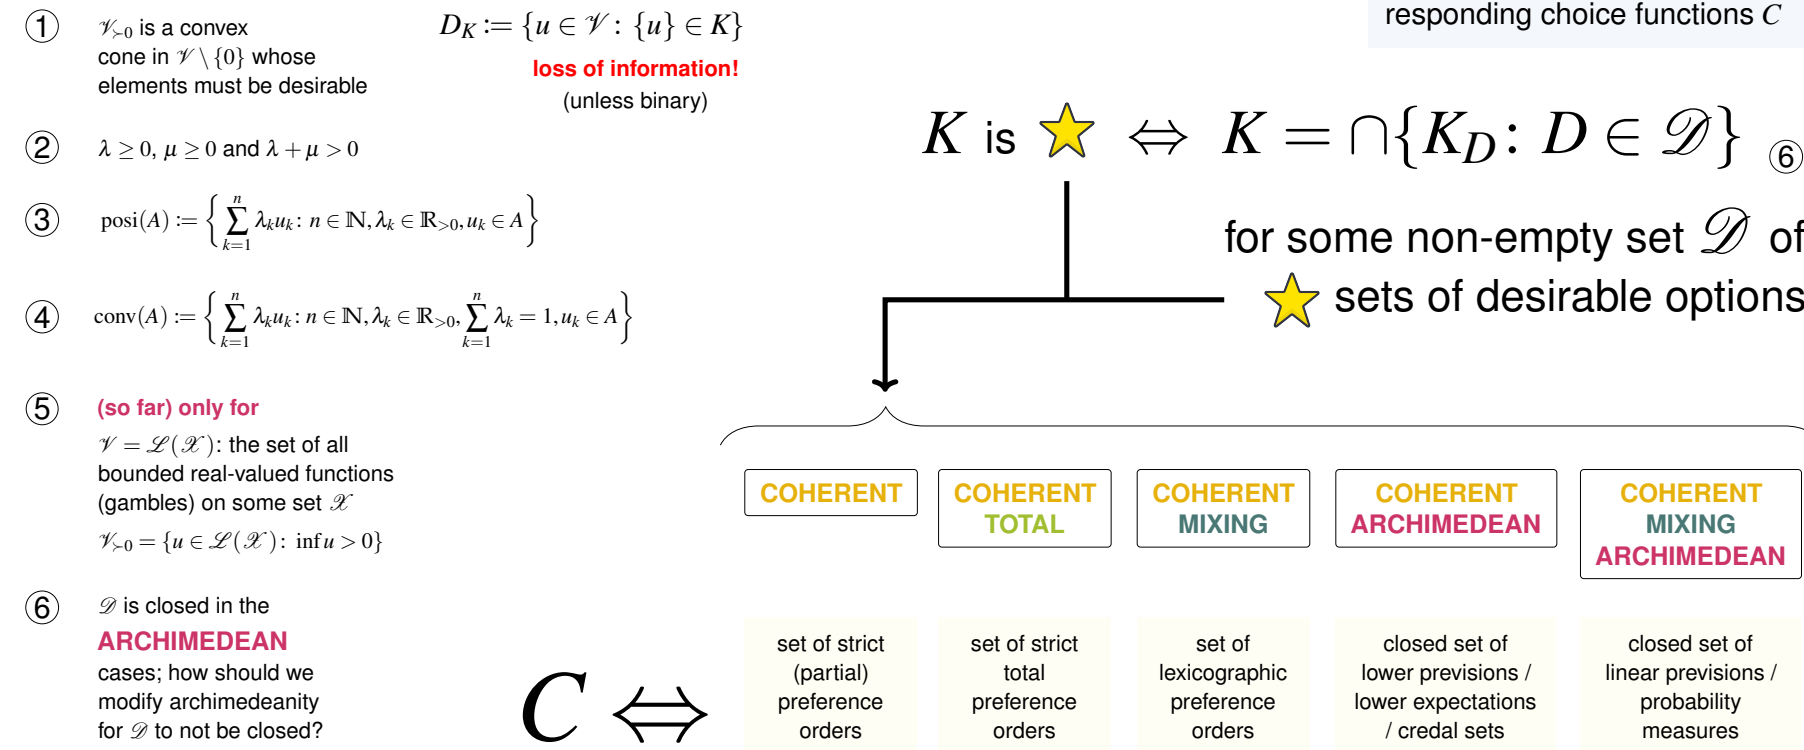 ① 𝒱≻0 is a convex
cone in 𝒱 \ {0} whose
elements must be desirable
② λ ≥ 0, μ ≥ 0 and λ + μ > 0
③ posi(A) := { ∑_{k=1}^{n} λ_k u_k : n ∈ ℕ, λ_k ∈ ℝ_{>0}, u_k ∈ A }
④ conv(A) := { ∑_{k=1}^{n} λ_k u_k : n ∈ ℕ, λ_k ∈ ℝ_{>0}, ∑_{k=1}^{n} λ_k = 1, u_k ∈ A }
⑤ (so far) only for
𝒱 = ℒ(𝒳): the set of all
bounded real-valued functions
(gambles) on some set 𝒳
𝒱≻0 = {u ∈ ℒ(𝒳) : inf u > 0}
⑥ 𝒟 is closed in the
ARCHIMEDEAN
cases; how should we
modify archimedeanity
for 𝒟 to not be closed?
D_K := {u ∈ 𝒱 : {u} ∈ K}
loss of information!
(unless binary)
responding choice functions C
K is ⇔ K = ∩{K_D : D ∈ 𝒟} ⑥
for some non-empty set 𝒟 of
sets of desirable options
COHERENT
COHERENT
TOTAL
COHERENT
MIXING
COHERENT
ARCHIMEDEAN
COHERENT
MIXING
ARCHIMEDEAN
C ⇔
set of strict
(partial)
preference
orders
set of strict
total
preference
orders
set of
lexicographic
preference
orders
closed set of
lower previsions /
lower expectations
/ credal sets
closed set of
linear previsions /
probability
measures